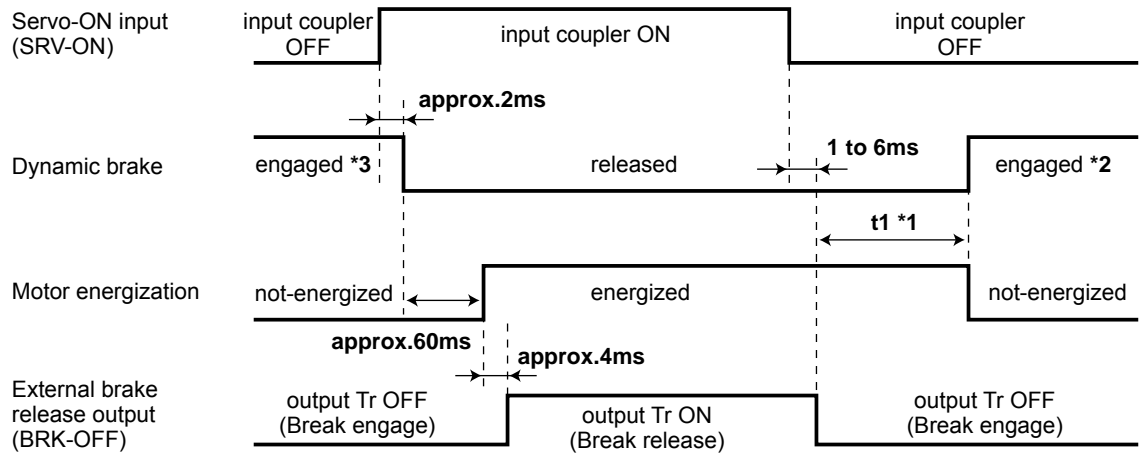 Servo-ON input
(SRV-ON)
input coupler
OFF
input coupler ON
input coupler
OFF
approx.2ms
Dynamic brake
engaged *3
released
1 to 6ms
engaged *2
t1 *1
Motor energization
not-energized
energized
not-energized
approx.60ms
approx.4ms
External brake
release output
(BRK-OFF)
output Tr OFF
(Break engage)
output Tr ON
(Break release)
output Tr OFF
(Break engage)